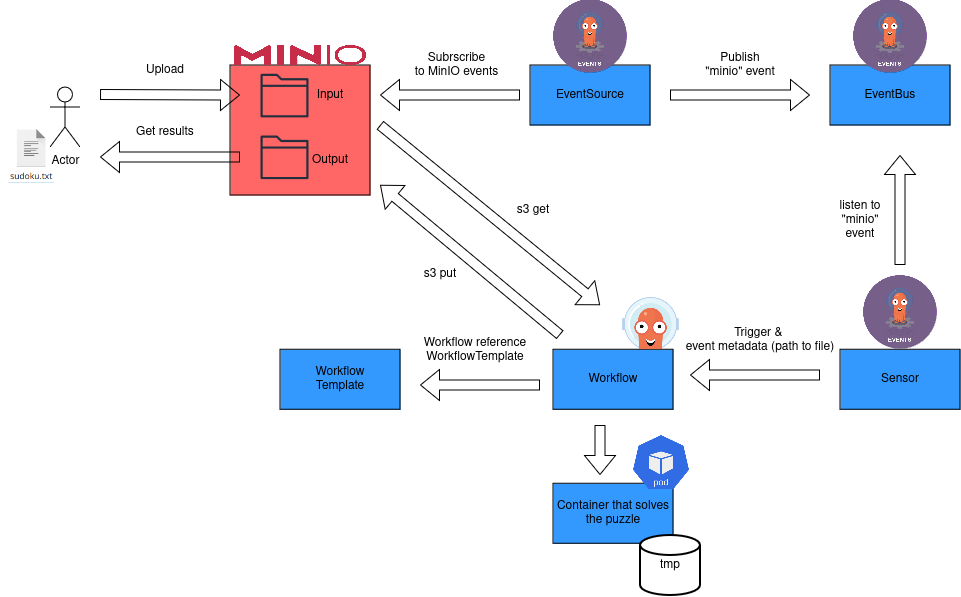 MINIO
Upload
Input
Get results
Output
Actor
sudoku.txt
Subrscribe
to MinIO events
EVENTS
EventSource
Publish
"minio" event
EVENTS
EventBus
listen to
"minio"
event
s3 get
s3 put
EVENTS
Sensor
Trigger &
event metadata (path to file)
Workflow
Workflow reference
WorkflowTemplate
Workflow
Template
pod
Container that solves
the puzzle
tmp